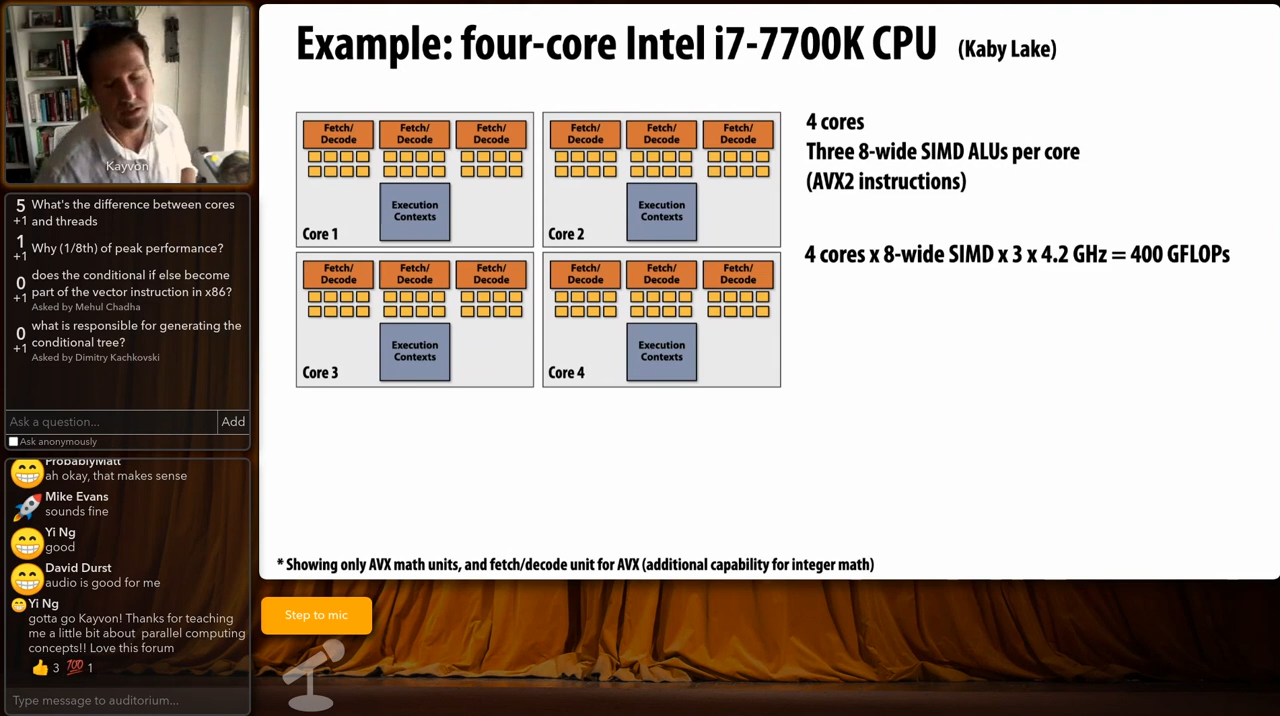 Kayvon
5 What's the difference between cores
+1 and threads
1 Why (1/8th) of peak performance?
+1
0 does the conditional if else become
+1 part of the vector instruction in x86?
Asked by Mehul Chadha
0 what is responsible for generating the
+1 conditional tree?
Asked by Dimitry Kachkovski
Ask a question...
Add
Ask anonymously
ProbablyMatt
ah okay, that makes sense
Mike Evans
sounds fine
Yi Ng
good
David Durst
audio is good for me
Yi Ng
gotta go Kayvon! Thanks for teaching
me a little bit about parallel computing
concepts!! Love this forum
👍 3 💯 1
Type message to auditorium...
Example: four-core Intel i7-7700K CPU (Kaby Lake)
Fetch/
Decode
Fetch/
Decode
Fetch/
Decode
Execution
Contexts
Core 1
Fetch/
Decode
Fetch/
Decode
Fetch/
Decode
Execution
Contexts
Core 2
Fetch/
Decode
Fetch/
Decode
Fetch/
Decode
Execution
Contexts
Core 3
Fetch/
Decode
Fetch/
Decode
Fetch/
Decode
Execution
Contexts
Core 4
4 cores
Three 8-wide SIMD ALUs per core
(AVX2 instructions)
4 cores x 8-wide SIMD x 3 x 4.2 GHz = 400 GFLOPs
* Showing only AVX math units, and fetch/decode unit for AVX (additional capability for integer math)
Step to mic